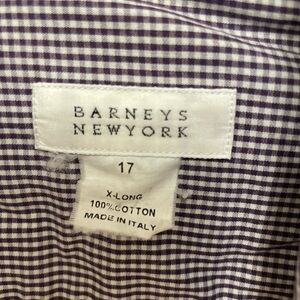 BARNEYS
NEWYORK
17
X-LONG
100% COTTON
MADE IN ITALY